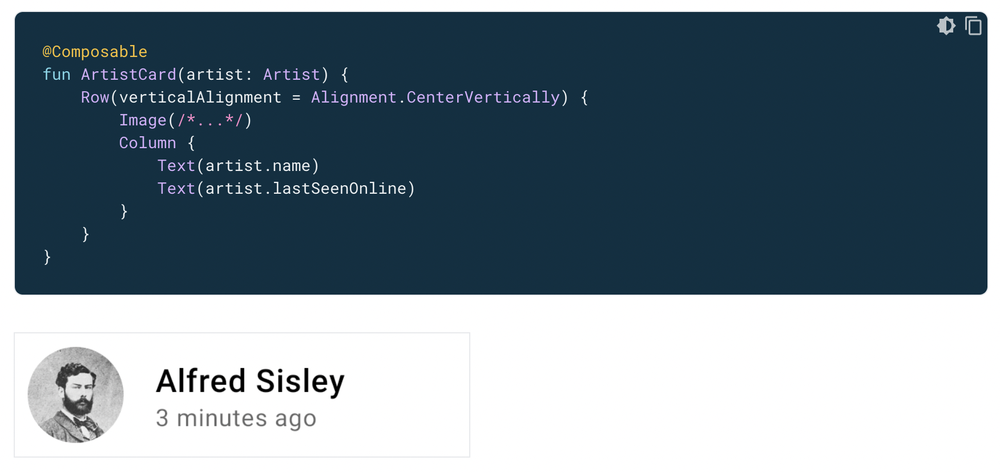 @Composable
fun ArtistCard(artist: Artist) {
    Row(verticalAlignment = Alignment.CenterVertically) {
        Image(/*...*/)
        Column {
            Text(artist.name)
            Text(artist.lastSeenOnline)
        }
    }
}
Alfred Sisley
3 minutes ago